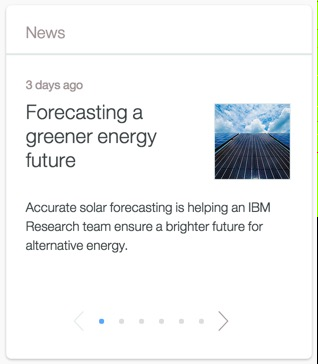 News
3 days ago
Forecasting a
greener energy
future
Accurate solar forecasting is helping an IBM
Research team ensure a brighter future for
alternative energy.